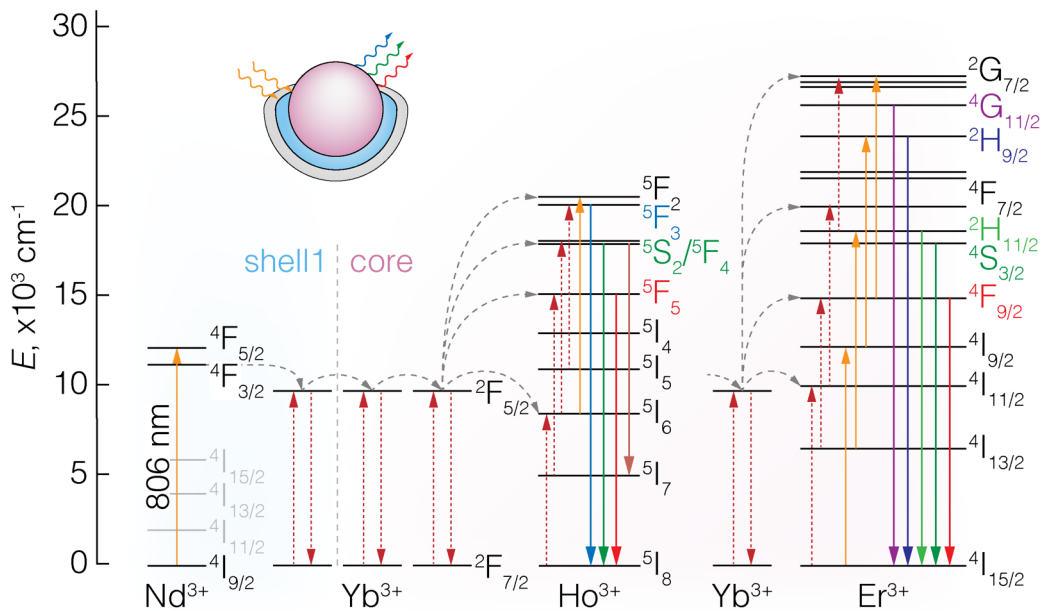 E, x10³ cm⁻¹
30
25
20
15
10
5
0
shell1
core
806 nm
⁴F₅/₂
⁴F₃/₂
⁴I₁₅/₂
⁴I₁₃/₂
⁴I₁₁/₂
⁴I₉/₂
Nd³⁺
²F₅/₂
²F₇/₂
Yb³⁺
⁵F₂
⁵F₃
⁵S₂/⁵F₄
⁵F₅
⁵I₄
⁵I₅
⁵I₆
⁵I₇
⁵I₈
Ho³⁺
Yb³⁺
²G₇/₂
⁴G₁₁/₂
²H₉/₂
⁴F₇/₂
²H₁₁/₂
⁴S₃/₂
⁴F₉/₂
⁴I₉/₂
⁴I₁₁/₂
⁴I₁₃/₂
⁴I₁₅/₂
Er³⁺